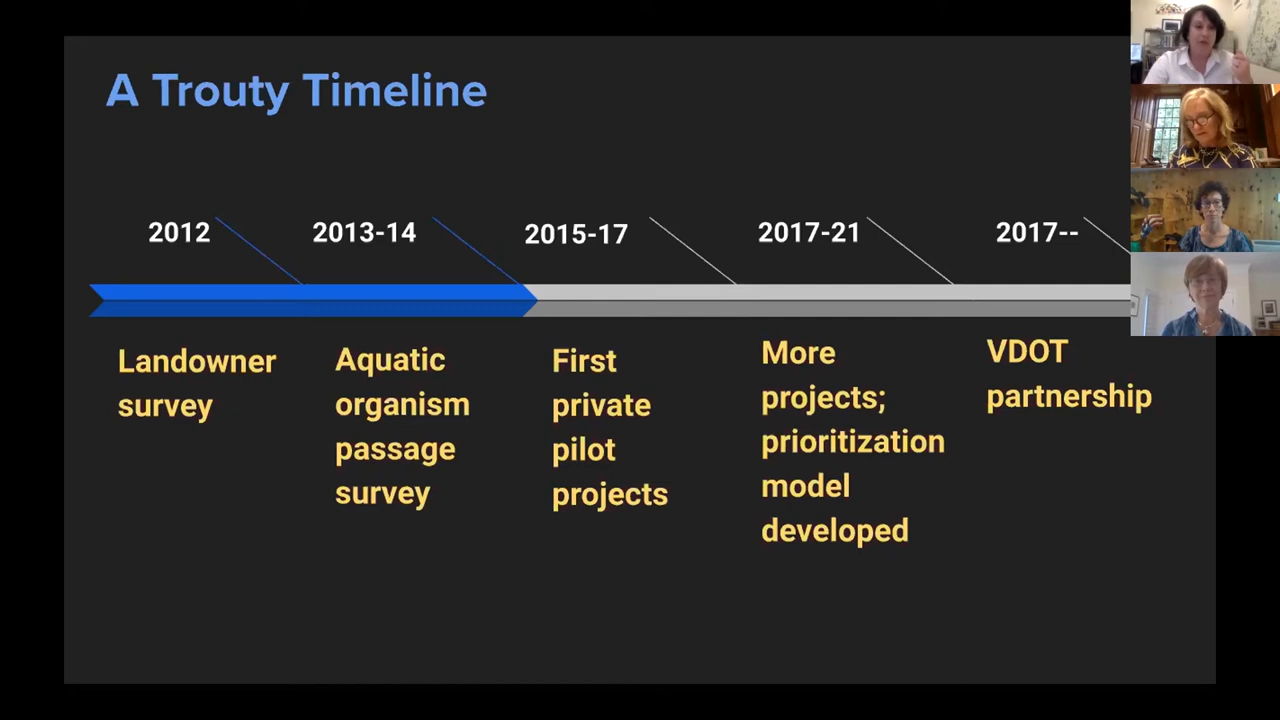 A Trouty Timeline
2012
2013-14
2015-17
2017-21
2017--
Landowner
survey
Aquatic
organism
passage
survey
First
private
pilot
projects
More
projects;
prioritization
model
developed
VDOT
partnership